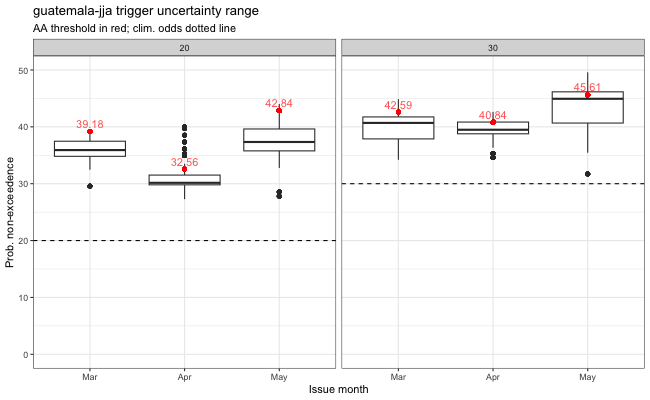 guatemala-jja trigger uncertainty range
AA threshold in red; clim. odds dotted line
20
30
Prob. non-exceedence
50
40
30
20
10
0
39.18
32.56
42.84
42.59
40.84
45.61
Mar
Apr
May
Mar
Apr
May
Issue month